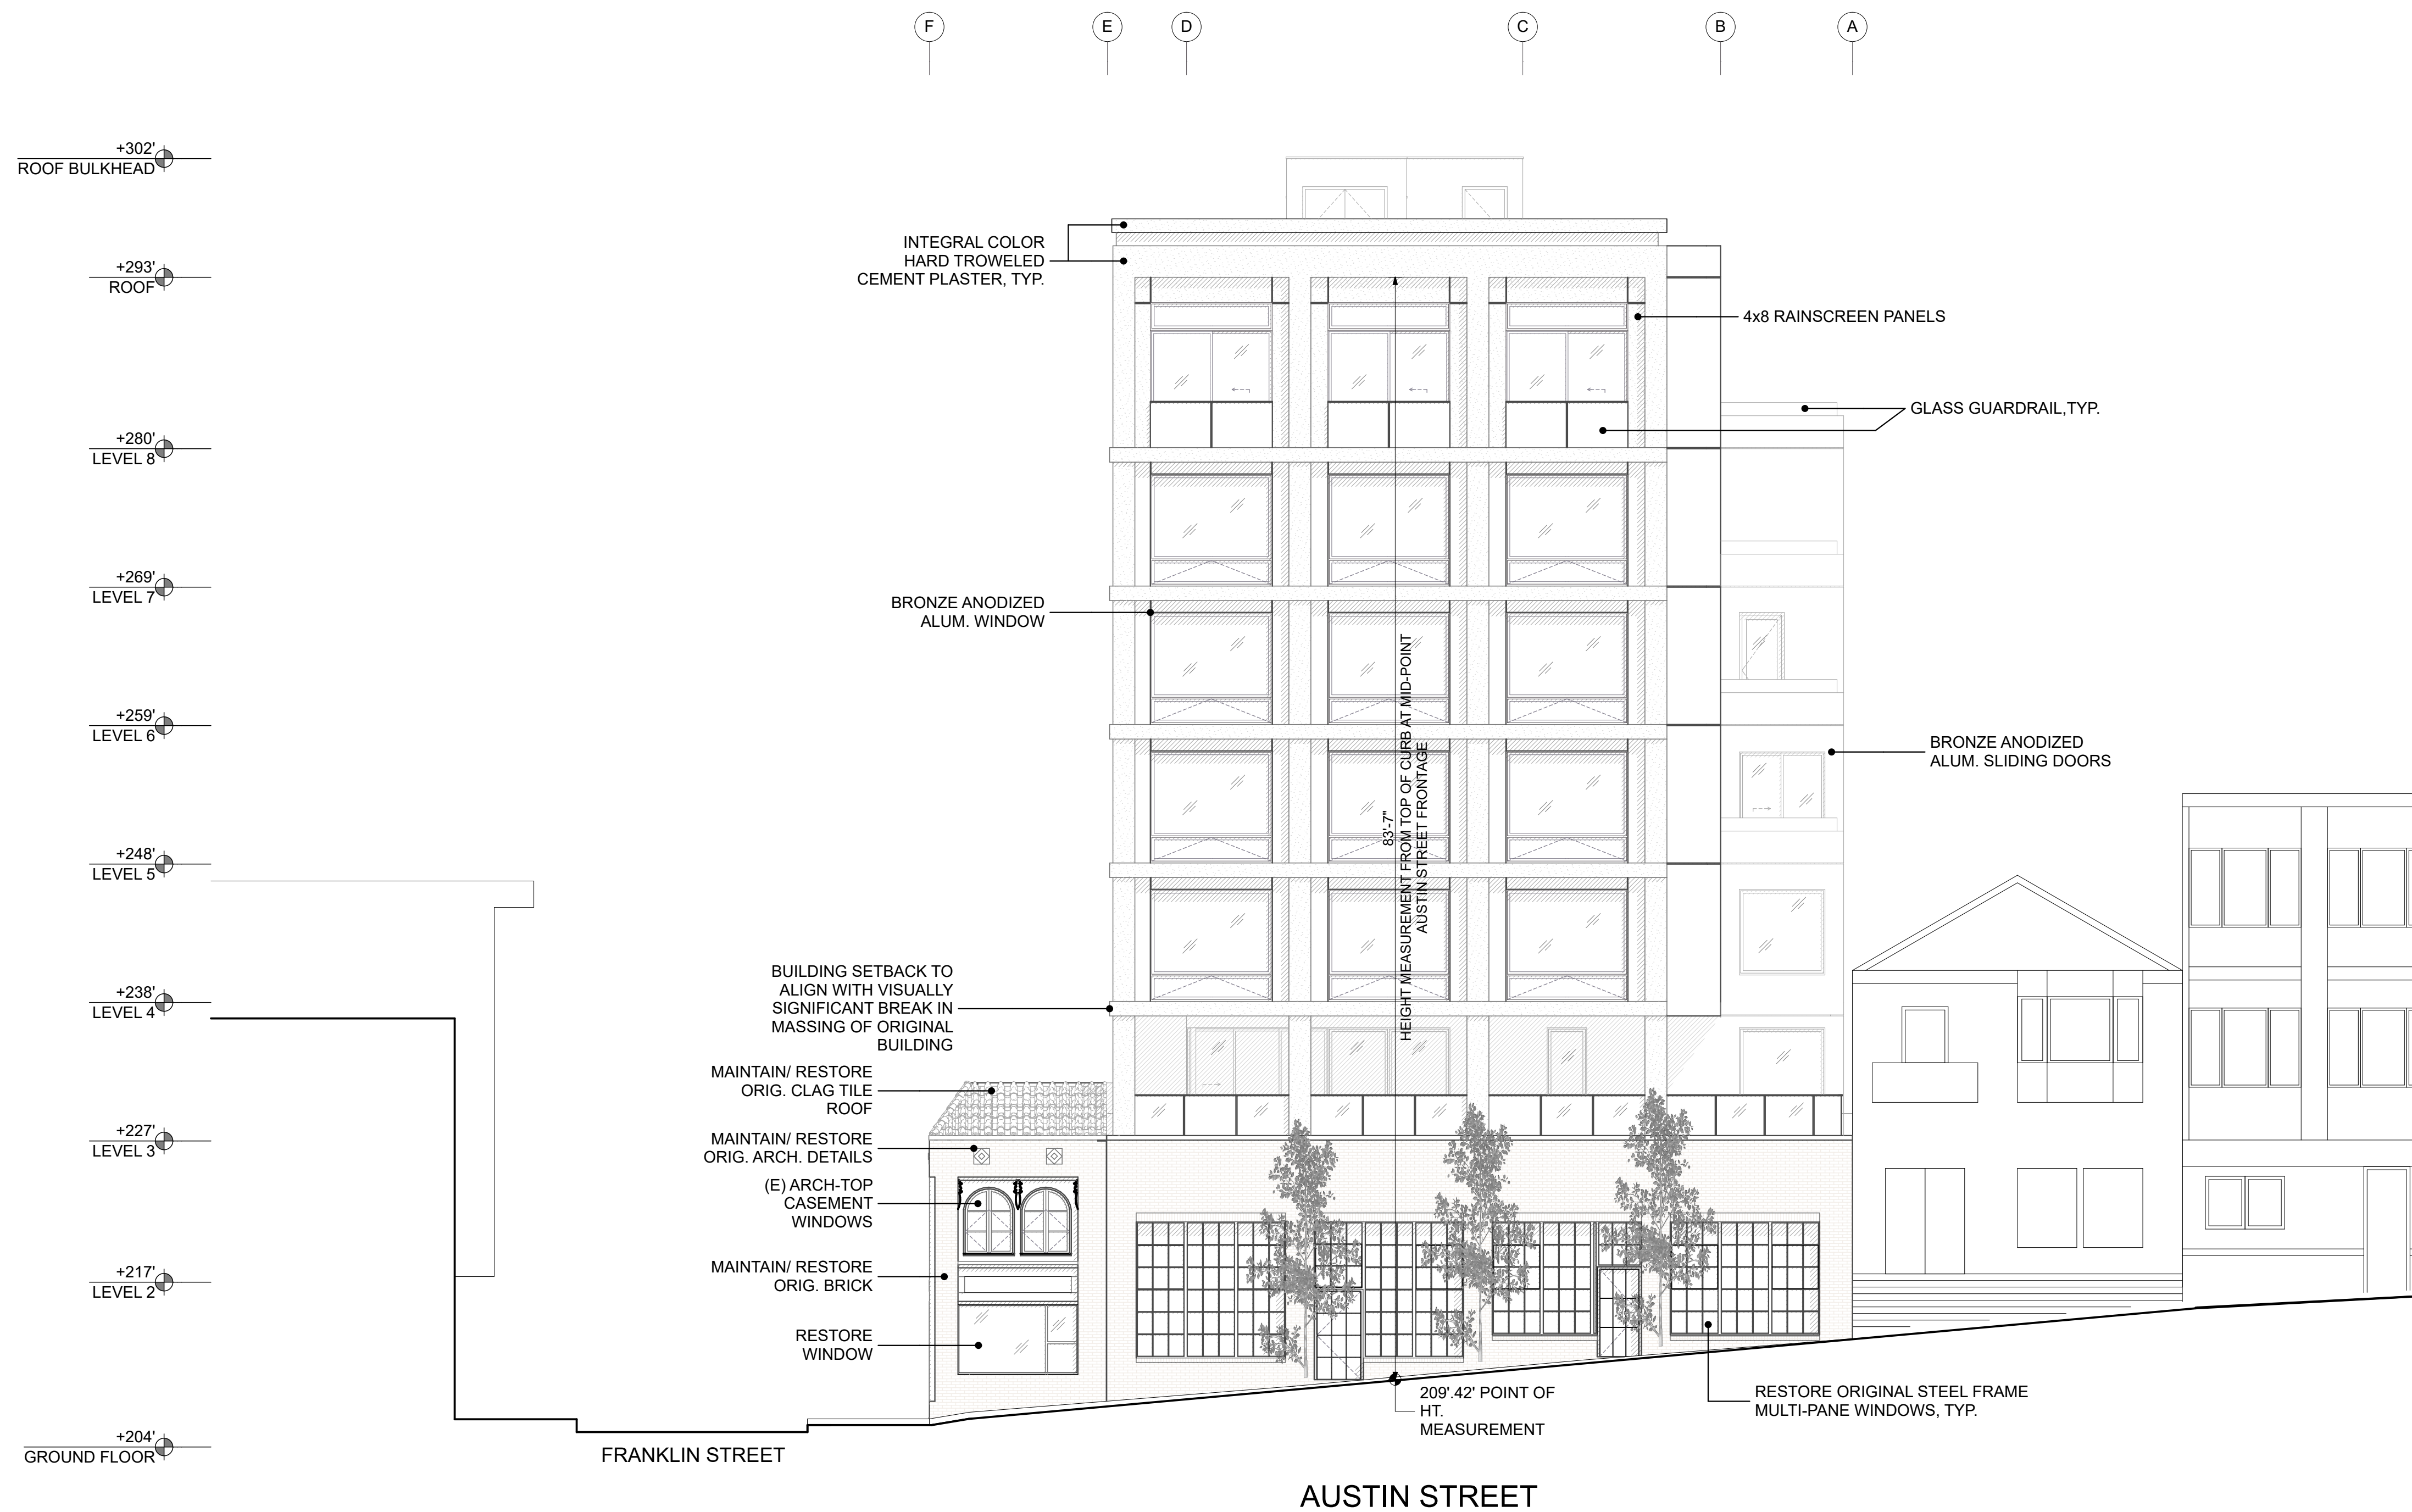 F
E
D
C
B
A
+302'
ROOF BULKHEAD
INTEGRAL COLOR
HARD TROWELED
CEMENT PLASTER, TYP.
+293'
ROOF
4x8 RAINSCREEN PANELS
GLASS GUARDRAIL,TYP.
+280'
LEVEL 8
+269'
LEVEL 7
BRONZE ANODIZED
ALUM. WINDOW
+259'
LEVEL 6
BRONZE ANODIZED
ALUM. SLIDING DOORS
83'-7"
HEIGHT MEASUREMENT FROM TOP OF CURB AT MID-POINT
AUSTIN STREET FRONTAGE
+248'
LEVEL 5
BUILDING SETBACK TO
ALIGN WITH VISUALLY
SIGNIFICANT BREAK IN
MASSING OF ORIGINAL
BUILDING
+238'
LEVEL 4
MAINTAIN/ RESTORE
ORIG. CLAG TILE
ROOF
+227'
LEVEL 3
MAINTAIN/ RESTORE
ORIG. ARCH. DETAILS
(E) ARCH-TOP
CASEMENT
WINDOWS
+217'
LEVEL 2
MAINTAIN/ RESTORE
ORIG. BRICK
RESTORE
WINDOW
209'.42' POINT OF
HT.
MEASUREMENT
RESTORE ORIGINAL STEEL FRAME
MULTI-PANE WINDOWS, TYP.
+204'
GROUND FLOOR
FRANKLIN STREET
AUSTIN STREET